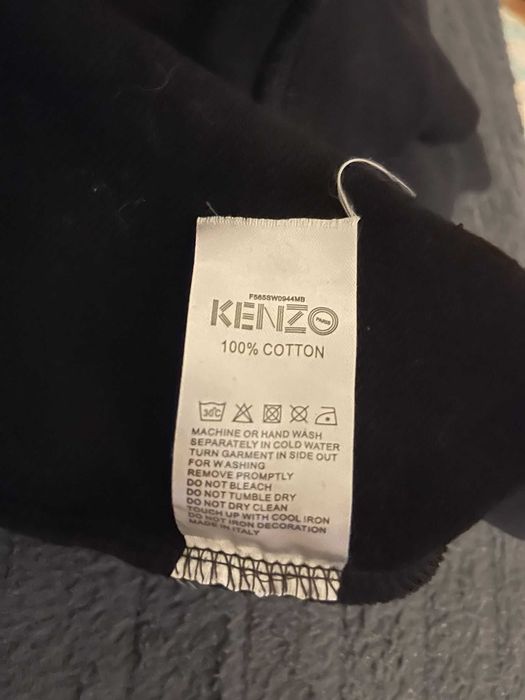 F565SW0944MB
KENZO PARIS
100% COTTON
30°C
MACHINE OR HAND WASH
SEPARATELY IN COLD WATER
TURN GARMENT IN SIDE OUT
FOR WASHING
REMOVE PROMPTLY
DO NOT BLEACH
DO NOT TUMBLE DRY
DO NOT DRY CLEAN
TOUCH UP WITH COOL IRON
DO NOT IRON DECORATION
MADE IN ITALY